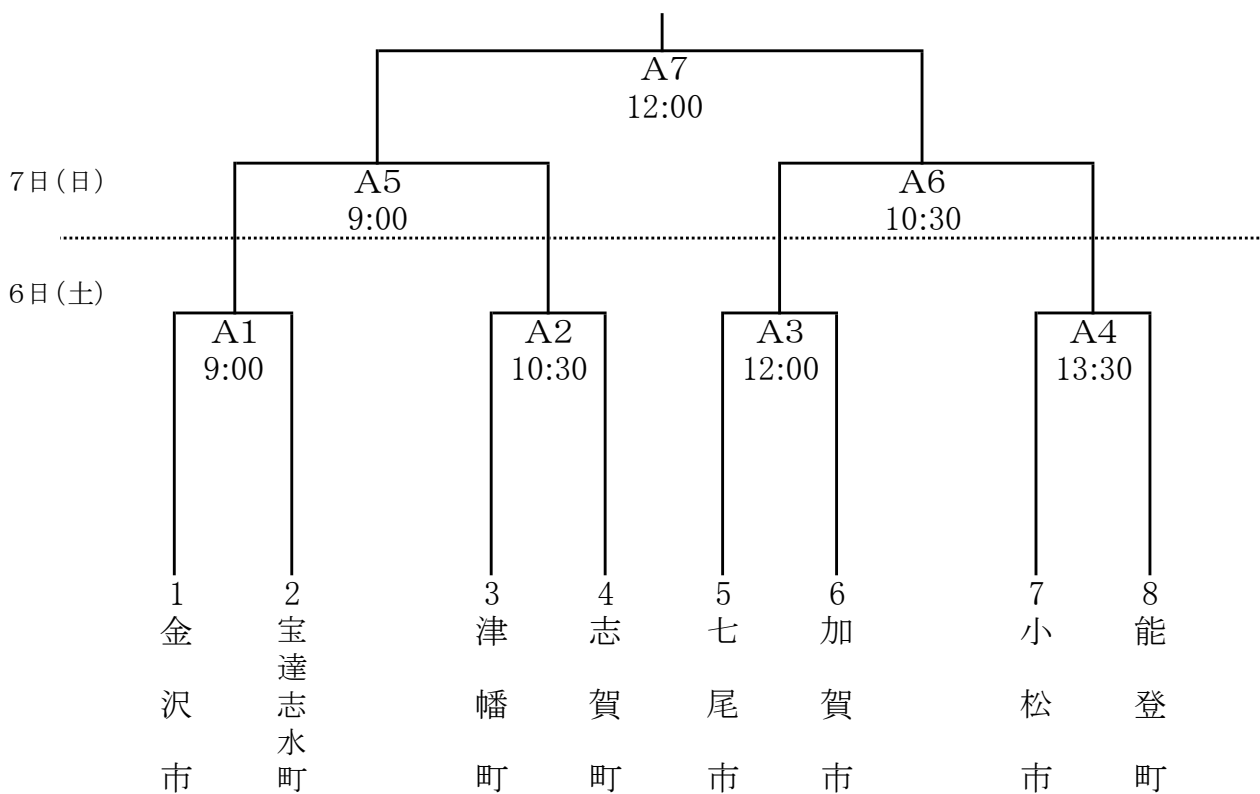 A7
12:00
7日(日)
A5
9:00
A6
10:30
6日(土)
A1
9:00
A2
10:30
A3
12:00
A4
13:30
1
金沢市
2
宝達志水町
3
津幡町
4
志賀町
5
七尾市
6
加賀市
7
小松市
8
能登町